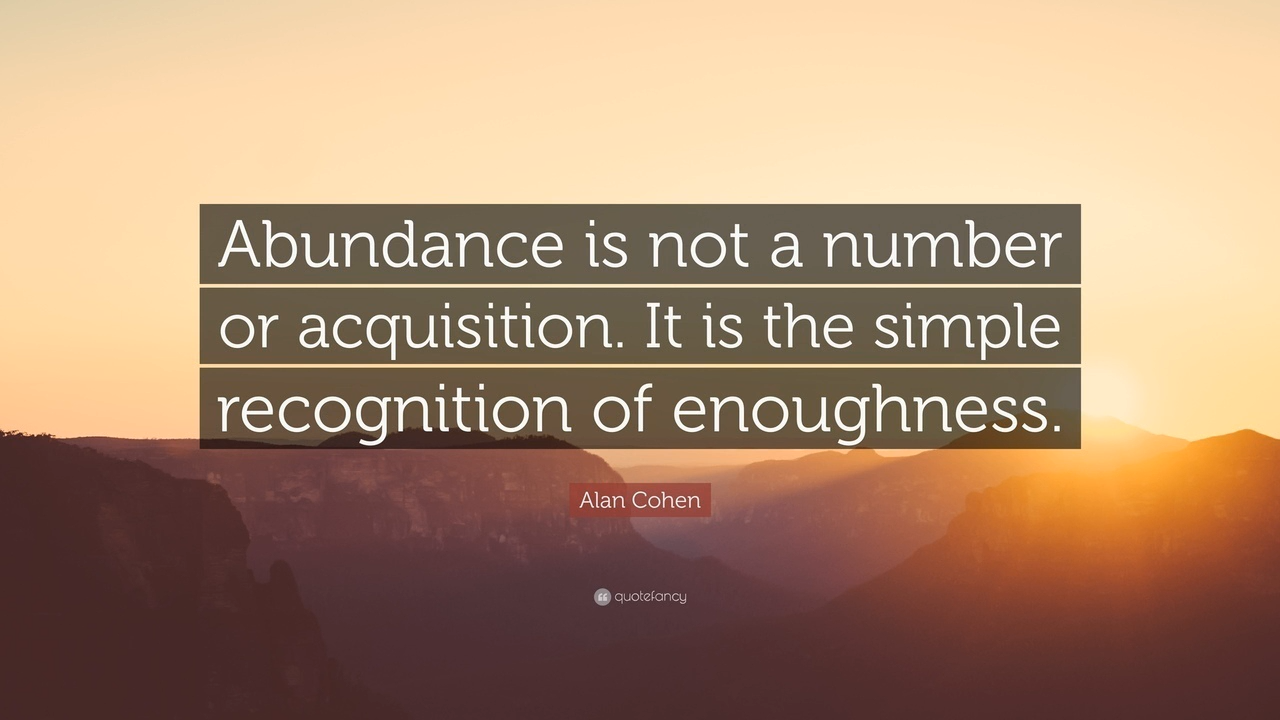 Abundance is not a number
or acquisition. It is the simple
recognition of enoughness.
Alan Cohen
quotefancy